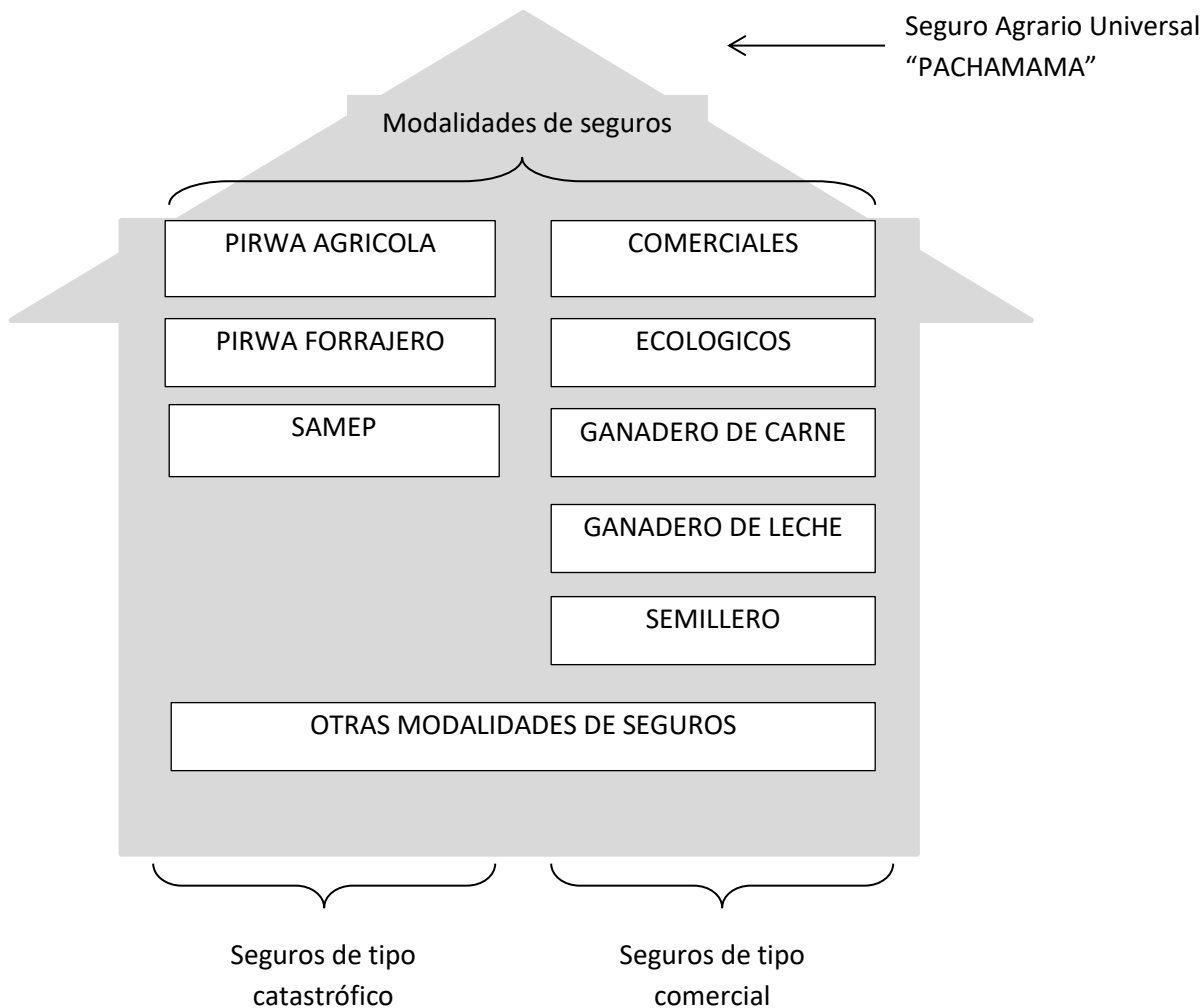 Seguro Agrario Universal
“PACHAMAMA”
Modalidades de seguros
PIRWA AGRICOLA
COMERCIALES
PIRWA FORRAJERO
ECOLOGICOS
SAMEP
GANADERO DE CARNE
GANADERO DE LECHE
SEMILLERO
OTRAS MODALIDADES DE SEGUROS
Seguros de tipo
catastrófico
Seguros de tipo
comercial